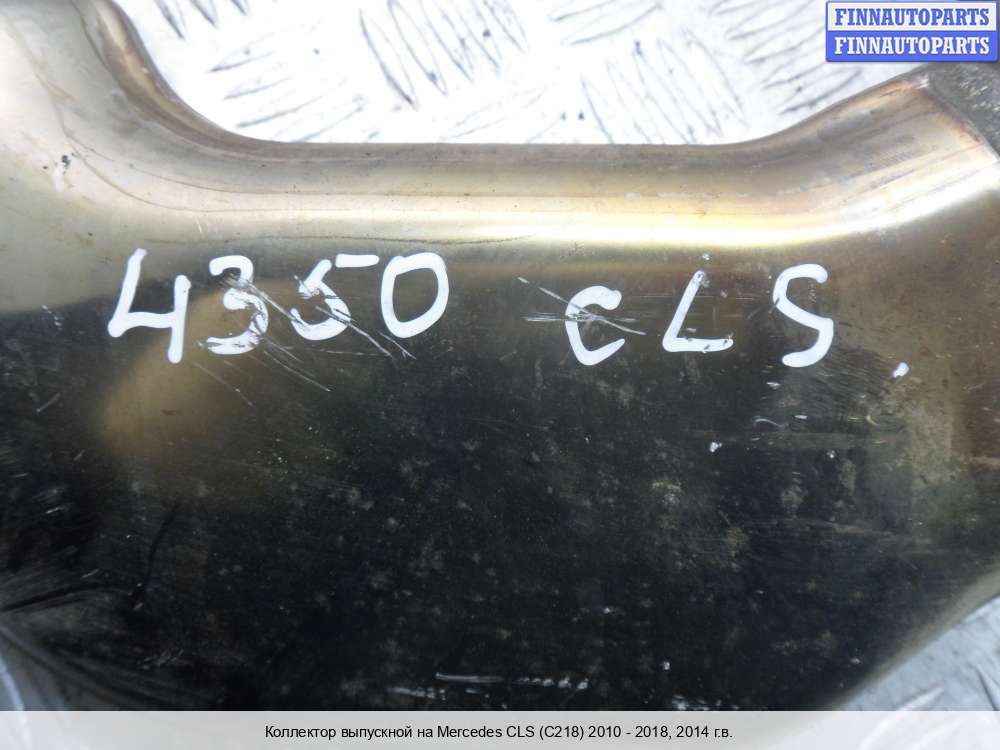 FINNAUTOPARTS
FINNAUTOPARTS
4350 CLS
Коллектор выпускной на Mercedes CLS (C218) 2010 - 2018, 2014 г.в.